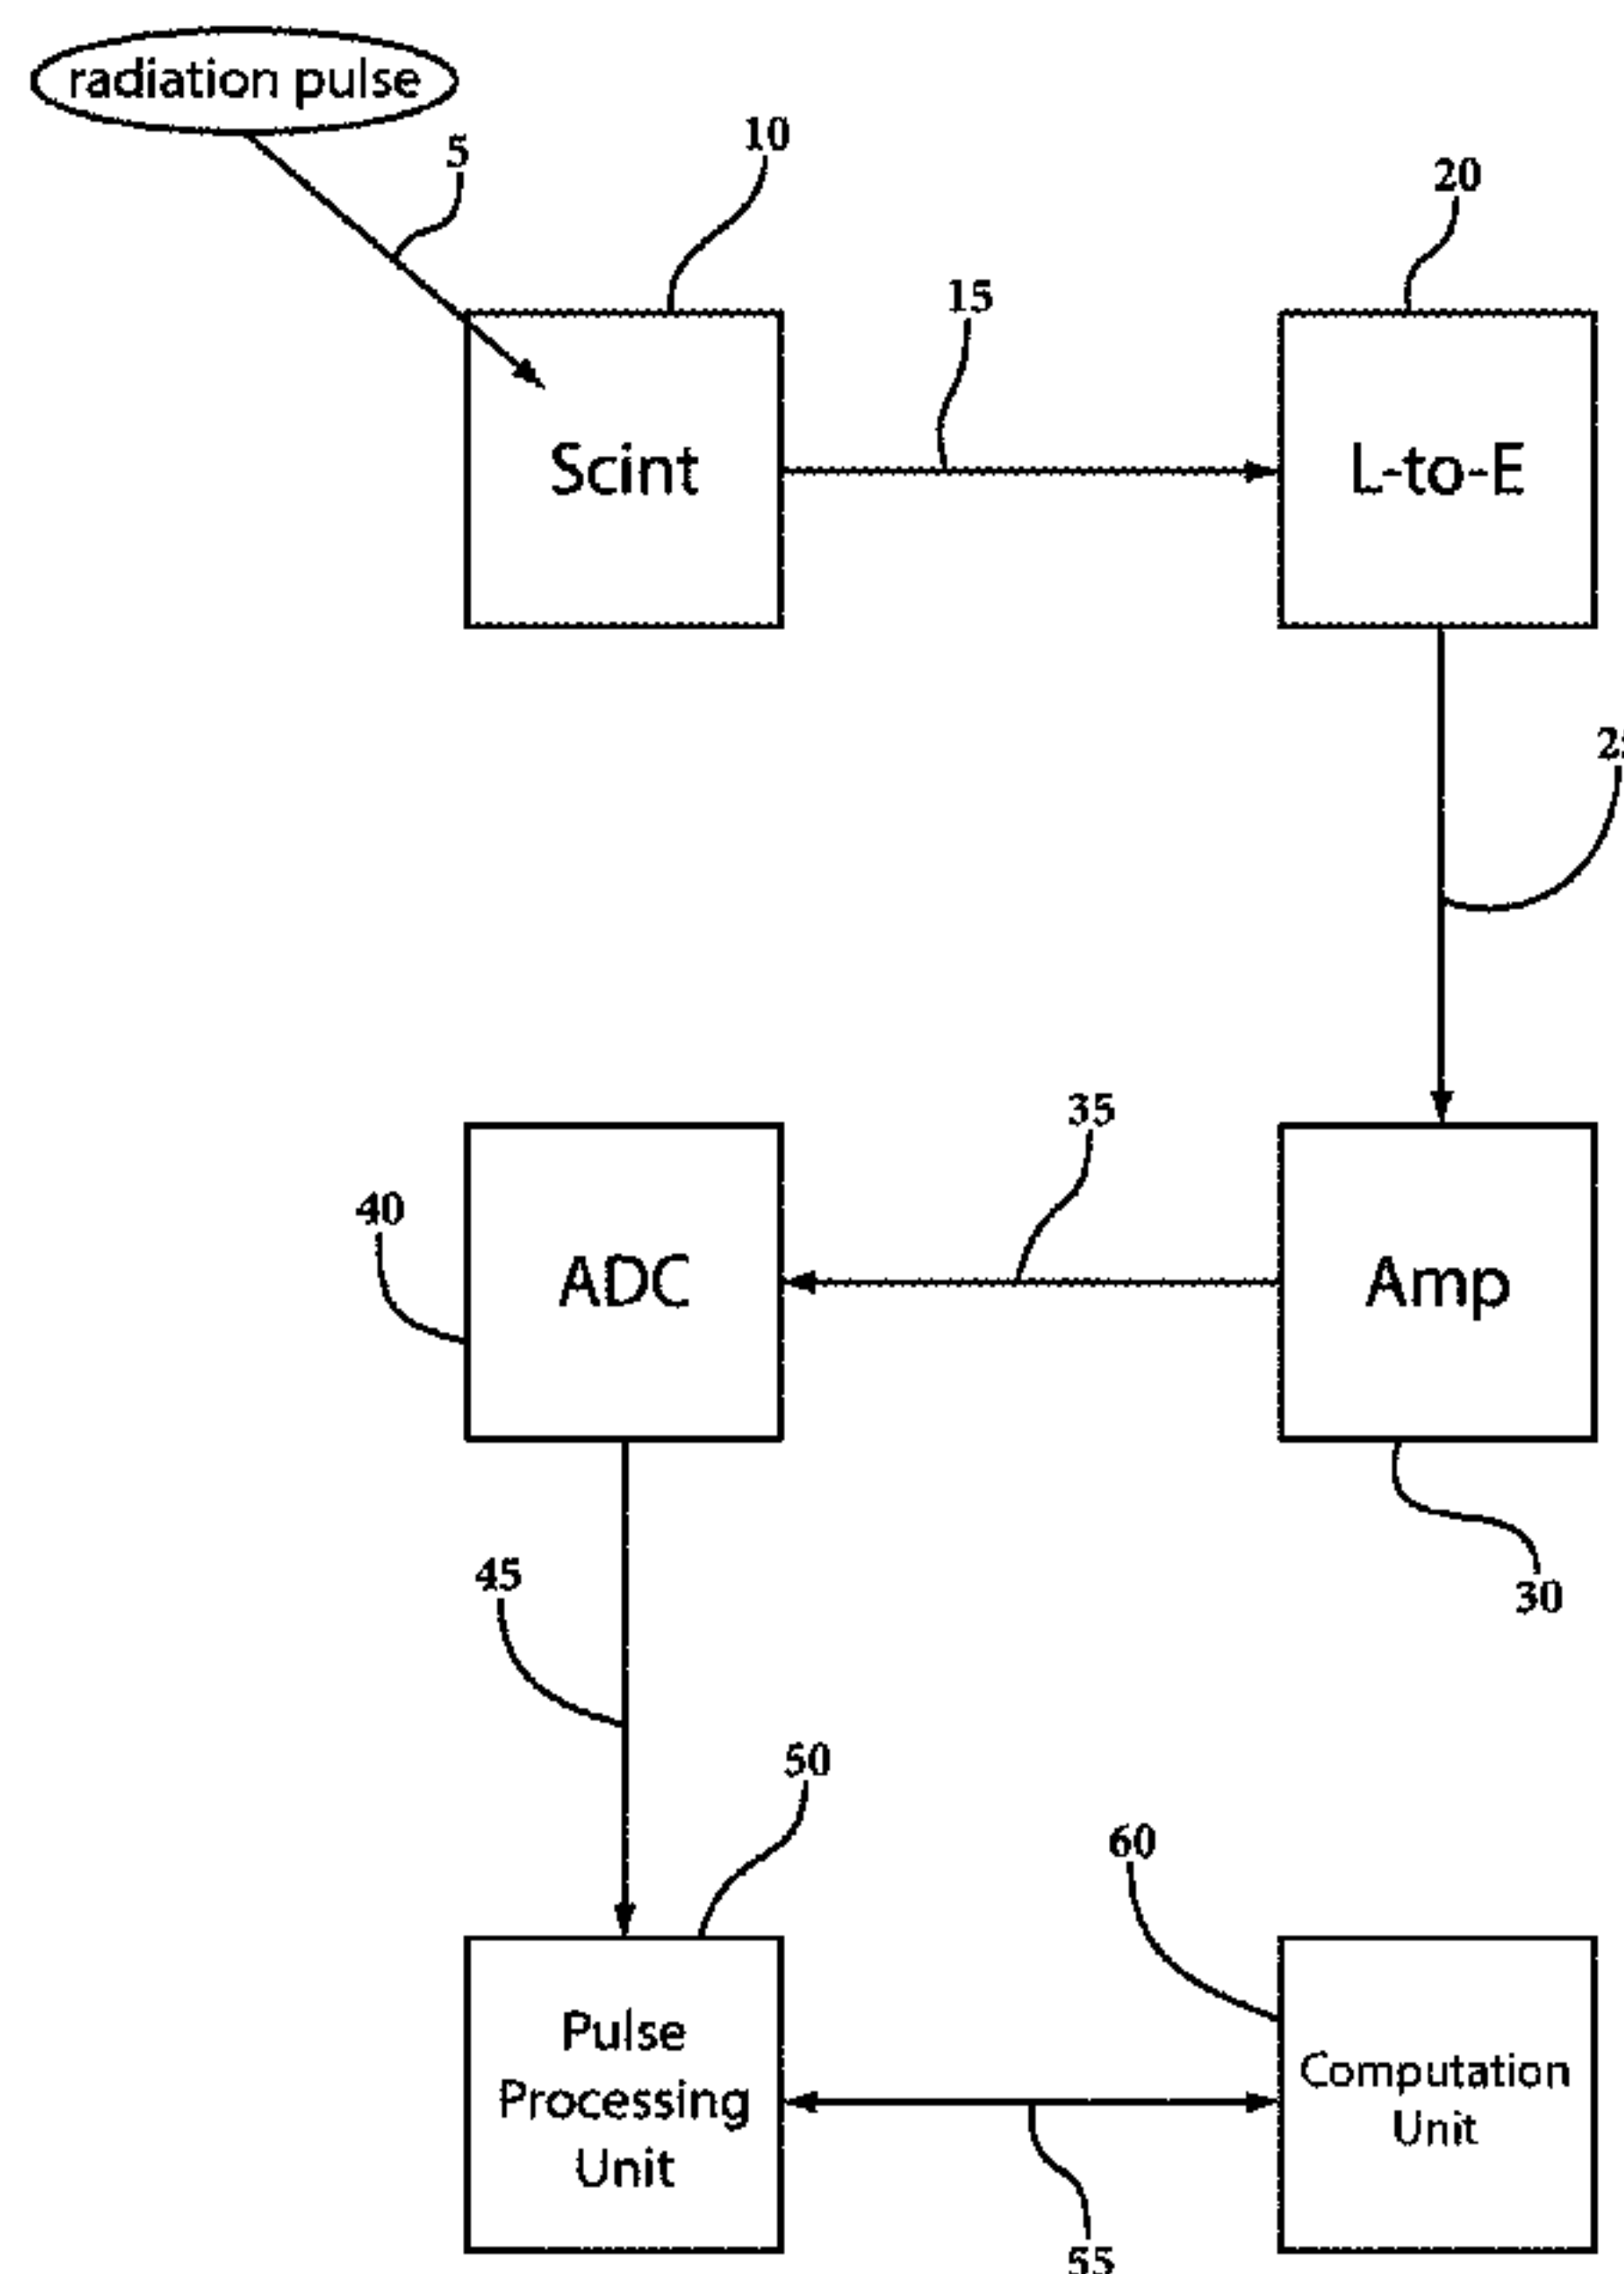 radiation pulse
5
10
20
15
Scint
L-to-E
35
40
ADC
Amp
45
30
50
60
Pulse
Processing
Unit
Computation
Unit
55